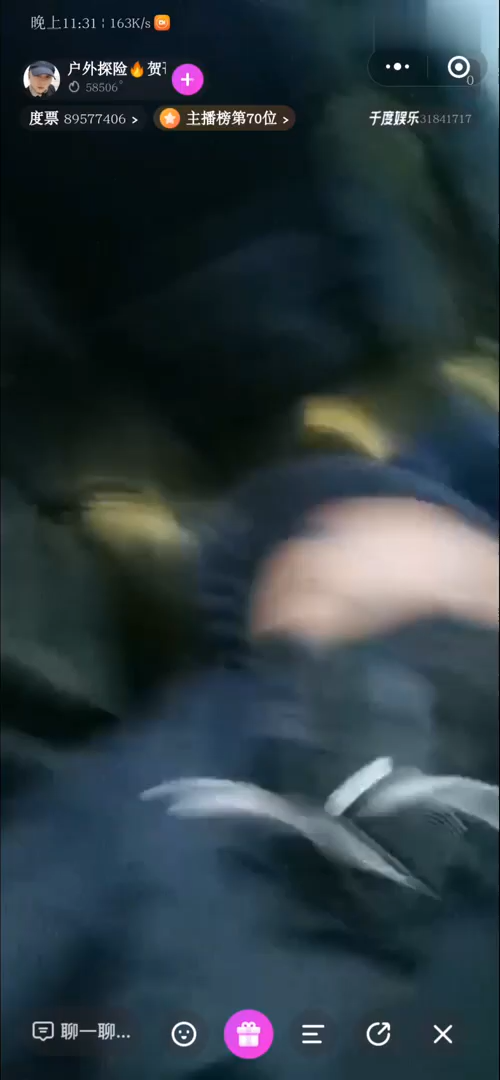 晚上11:31 | 163K/s
户外探险🔥贺
58506°
度票 89577406 >
主播榜第70位 >
千度娱乐31841717
0
聊一聊...